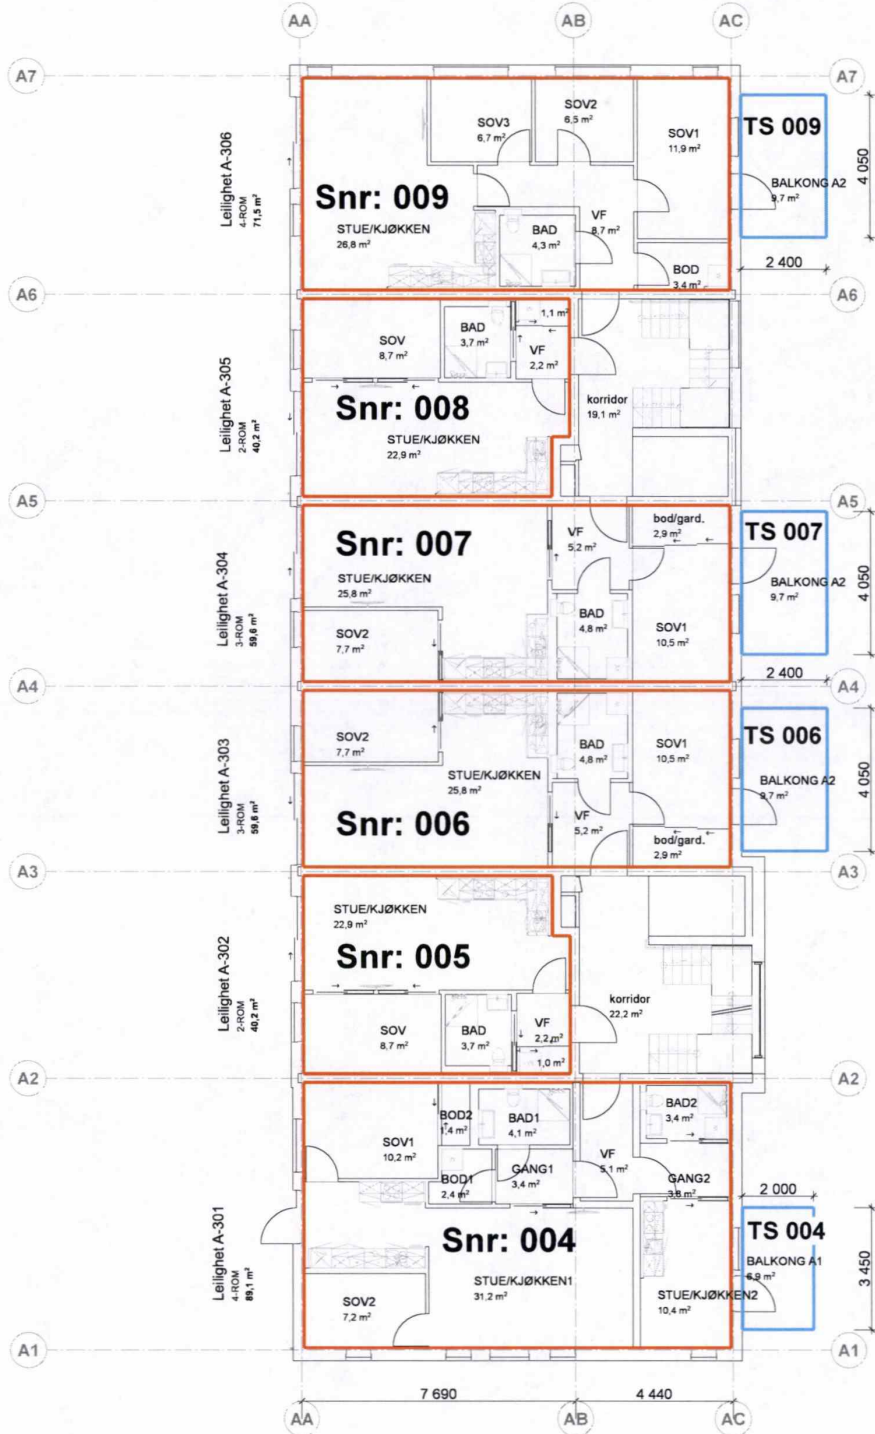 AA
AB
AC
A7
A7
Leilighet A-306
4-ROM
71,5 m²
SOV3
6,7 m²
SOV2
6,5 m²
SOV1
11,9 m²
TS 009
BALKONG A2
9,7 m²
4 050
2 400
Snr: 009
STUE/KJØKKEN
26,8 m²
BAD
4,3 m²
VF
8,7 m²
BOD
3,4 m²
A6
A6
Leilighet A-305
2-ROM
40,2 m²
SOV
8,7 m²
BAD
3,7 m²
1,1 m²
VF
2,2 m²
Snr: 008
STUE/KJØKKEN
22,9 m²
korridor
19,1 m²
A5
A5
Leilighet A-304
3-ROM
59,6 m²
Snr: 007
STUE/KJØKKEN
25,8 m²
VF
5,2 m²
bod/gard.
2,9 m²
TS 007
BALKONG A2
9,7 m²
4 050
2 400
SOV2
7,7 m²
BAD
4,8 m²
SOV1
10,5 m²
A4
A4
Leilighet A-303
3-ROM
59,6 m²
SOV2
7,7 m²
BAD
4,8 m²
SOV1
10,5 m²
TS 006
BALKONG A2
9,7 m²
4 050
STUE/KJØKKEN
25,8 m²
Snr: 006
VF
5,2 m²
bod/gard.
2,9 m²
A3
A3
Leilighet A-302
2-ROM
40,2 m²
STUE/KJØKKEN
22,9 m²
Snr: 005
SOV
8,7 m²
BAD
3,7 m²
VF
2,2 m²
1,0 m²
korridor
22,2 m²
A2
A2
Leilighet A-301
4-ROM
89,1 m²
SOV1
10,2 m²
BOD2
1,4 m²
BAD1
4,1 m²
VF
5,1 m²
BAD2
3,4 m²
BOD1
2,4 m²
GANG1
3,4 m²
GANG2
3,8 m²
2 000
Snr: 004
TS 004
BALKONG A1
6,9 m²
3 450
STUE/KJØKKEN1
31,2 m²
STUE/KJØKKEN2
10,4 m²
SOV2
7,2 m²
A1
A1
7 690
4 440
AA
AB
AC